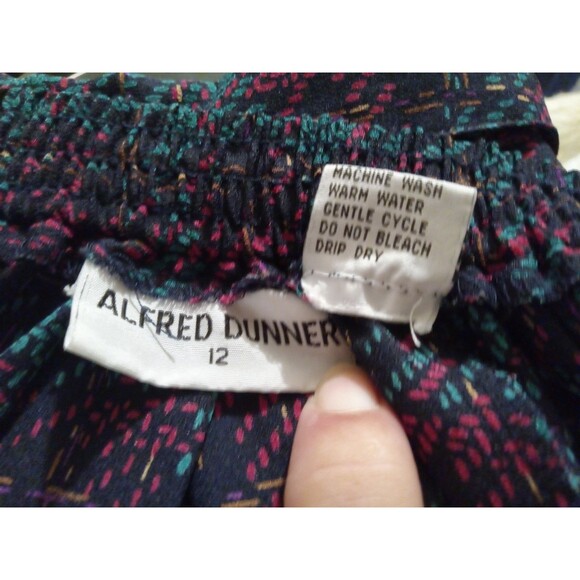 MACHINE WASH
WARM WATER
GENTLE CYCLE
DO NOT BLEACH
DRIP DRY
ALFRED DUNNER
12